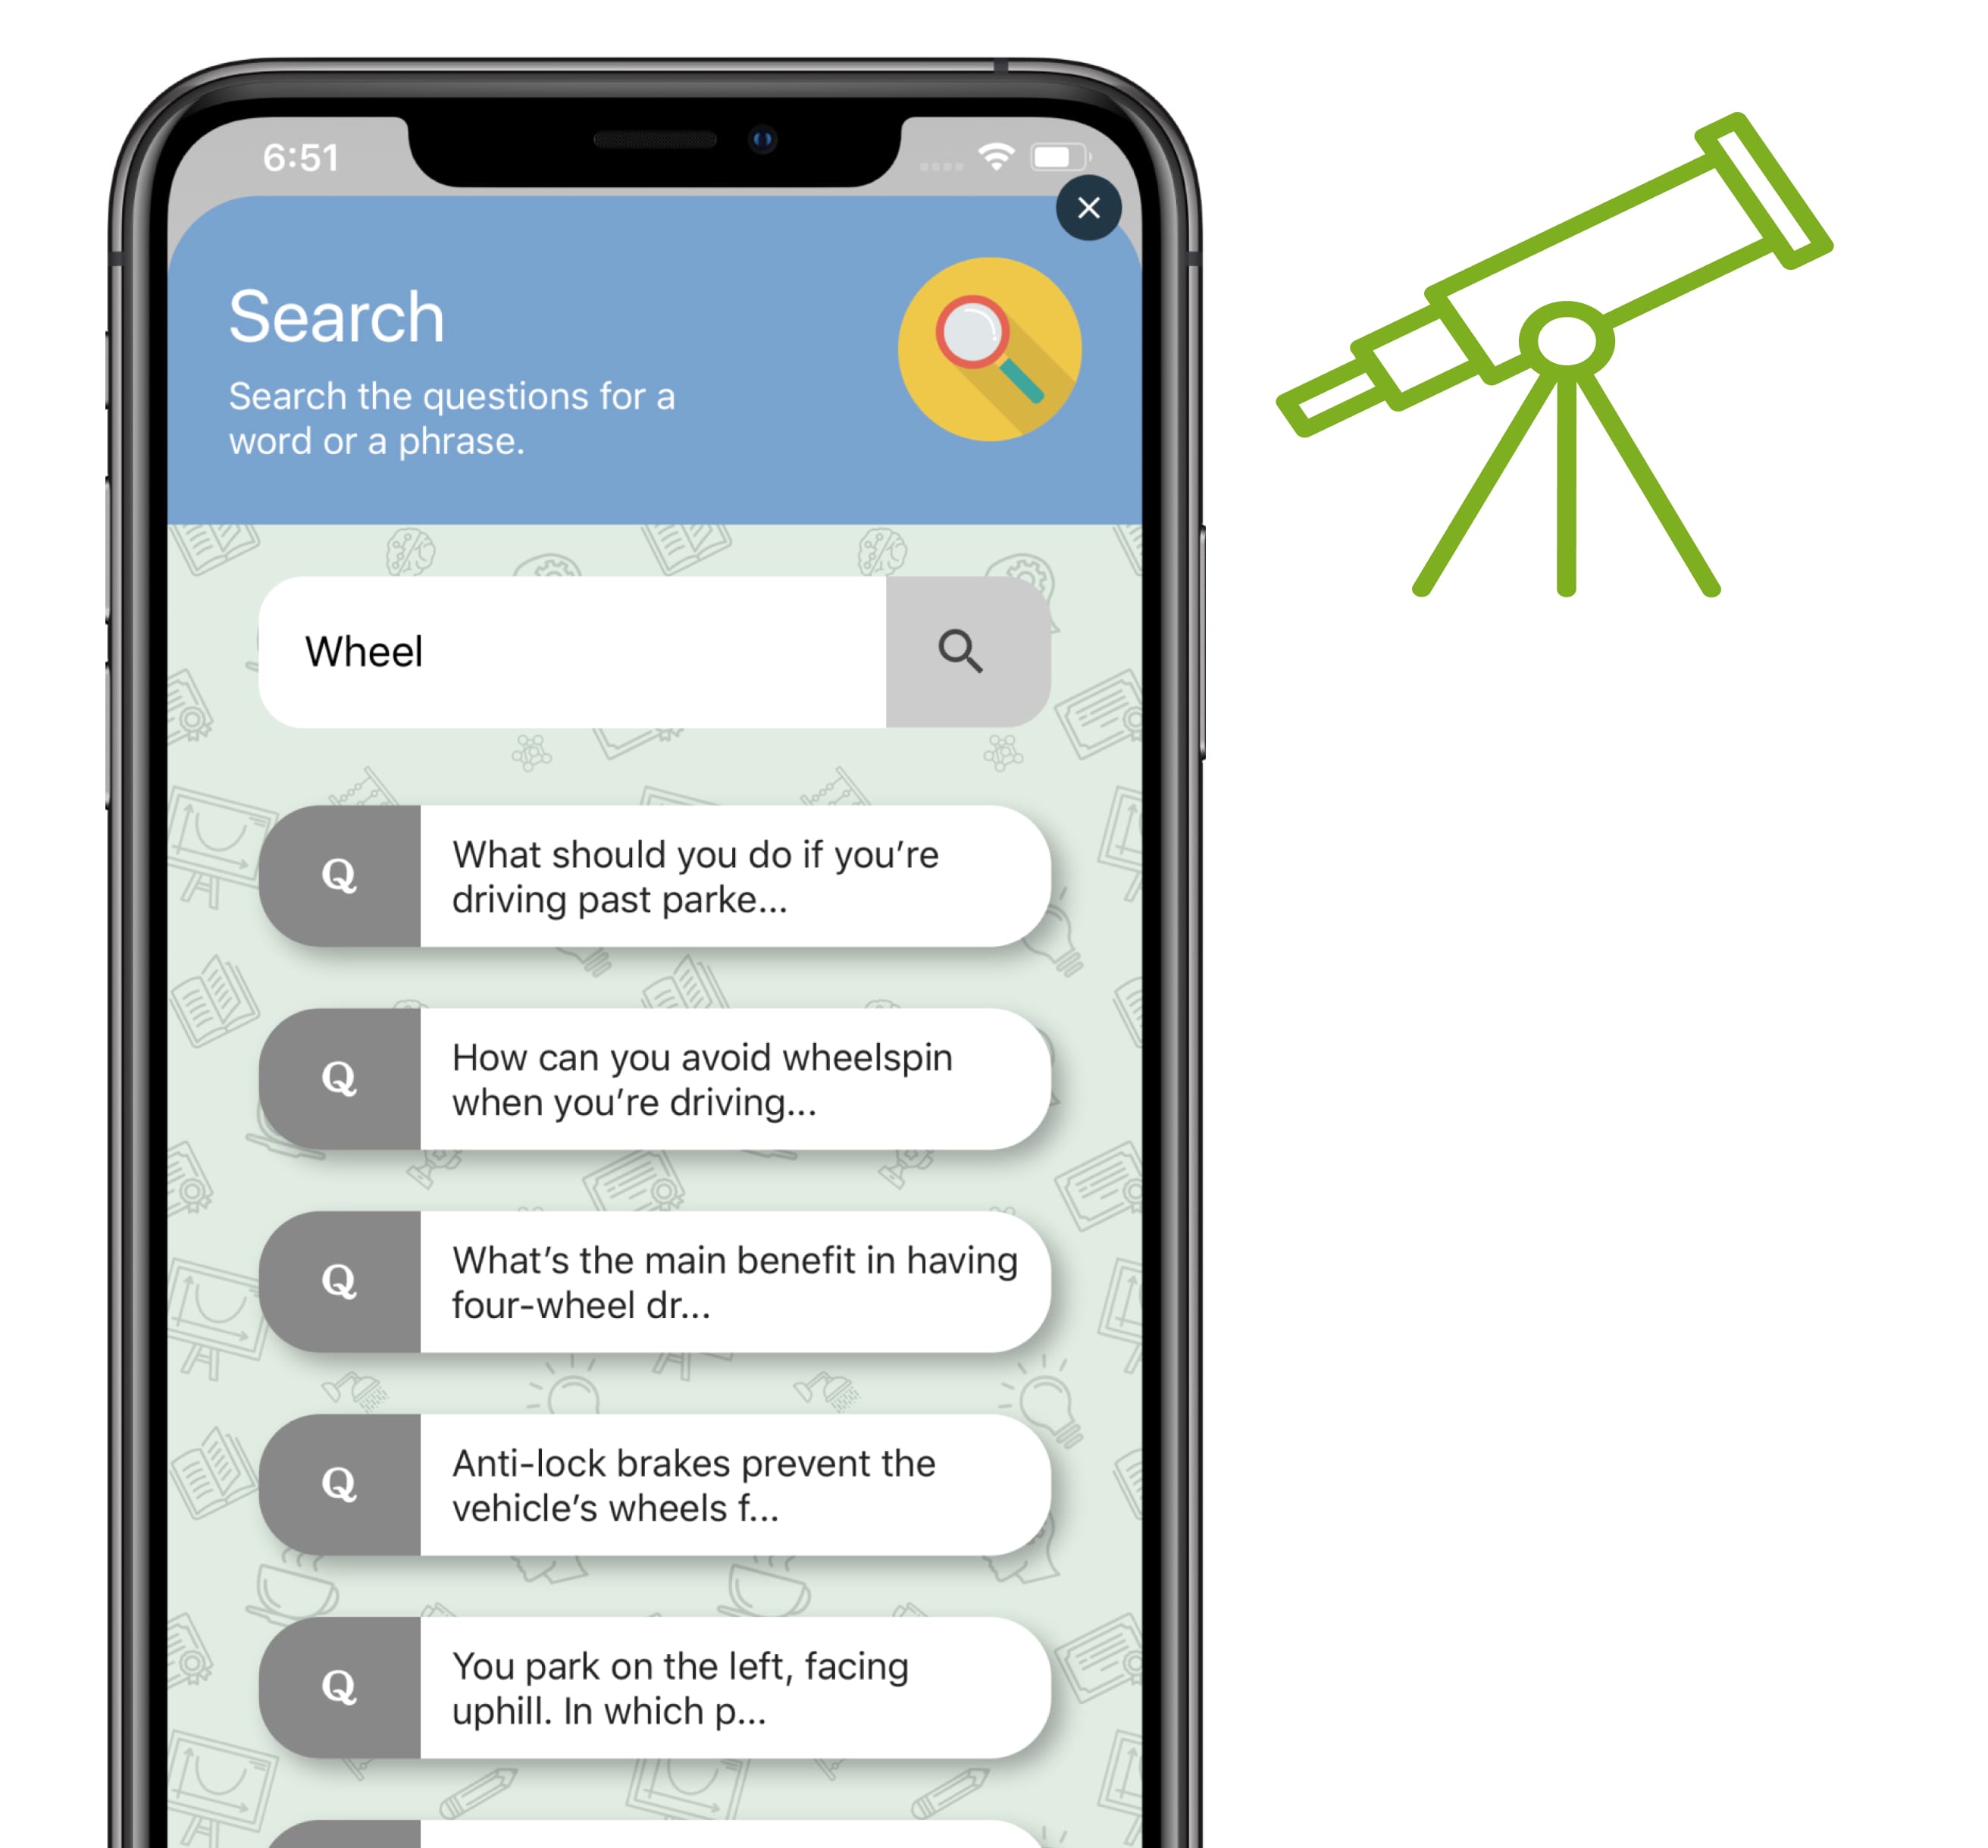 6:51
Search
Search the questions for a
word or a phrase.
Wheel
Q
What should you do if you’re
driving past parke...
Q
How can you avoid wheelspin
when you’re driving...
Q
What’s the main benefit in having
four-wheel dr...
Q
Anti-lock brakes prevent the
vehicle’s wheels f...
Q
You park on the left, facing
uphill. In which p...